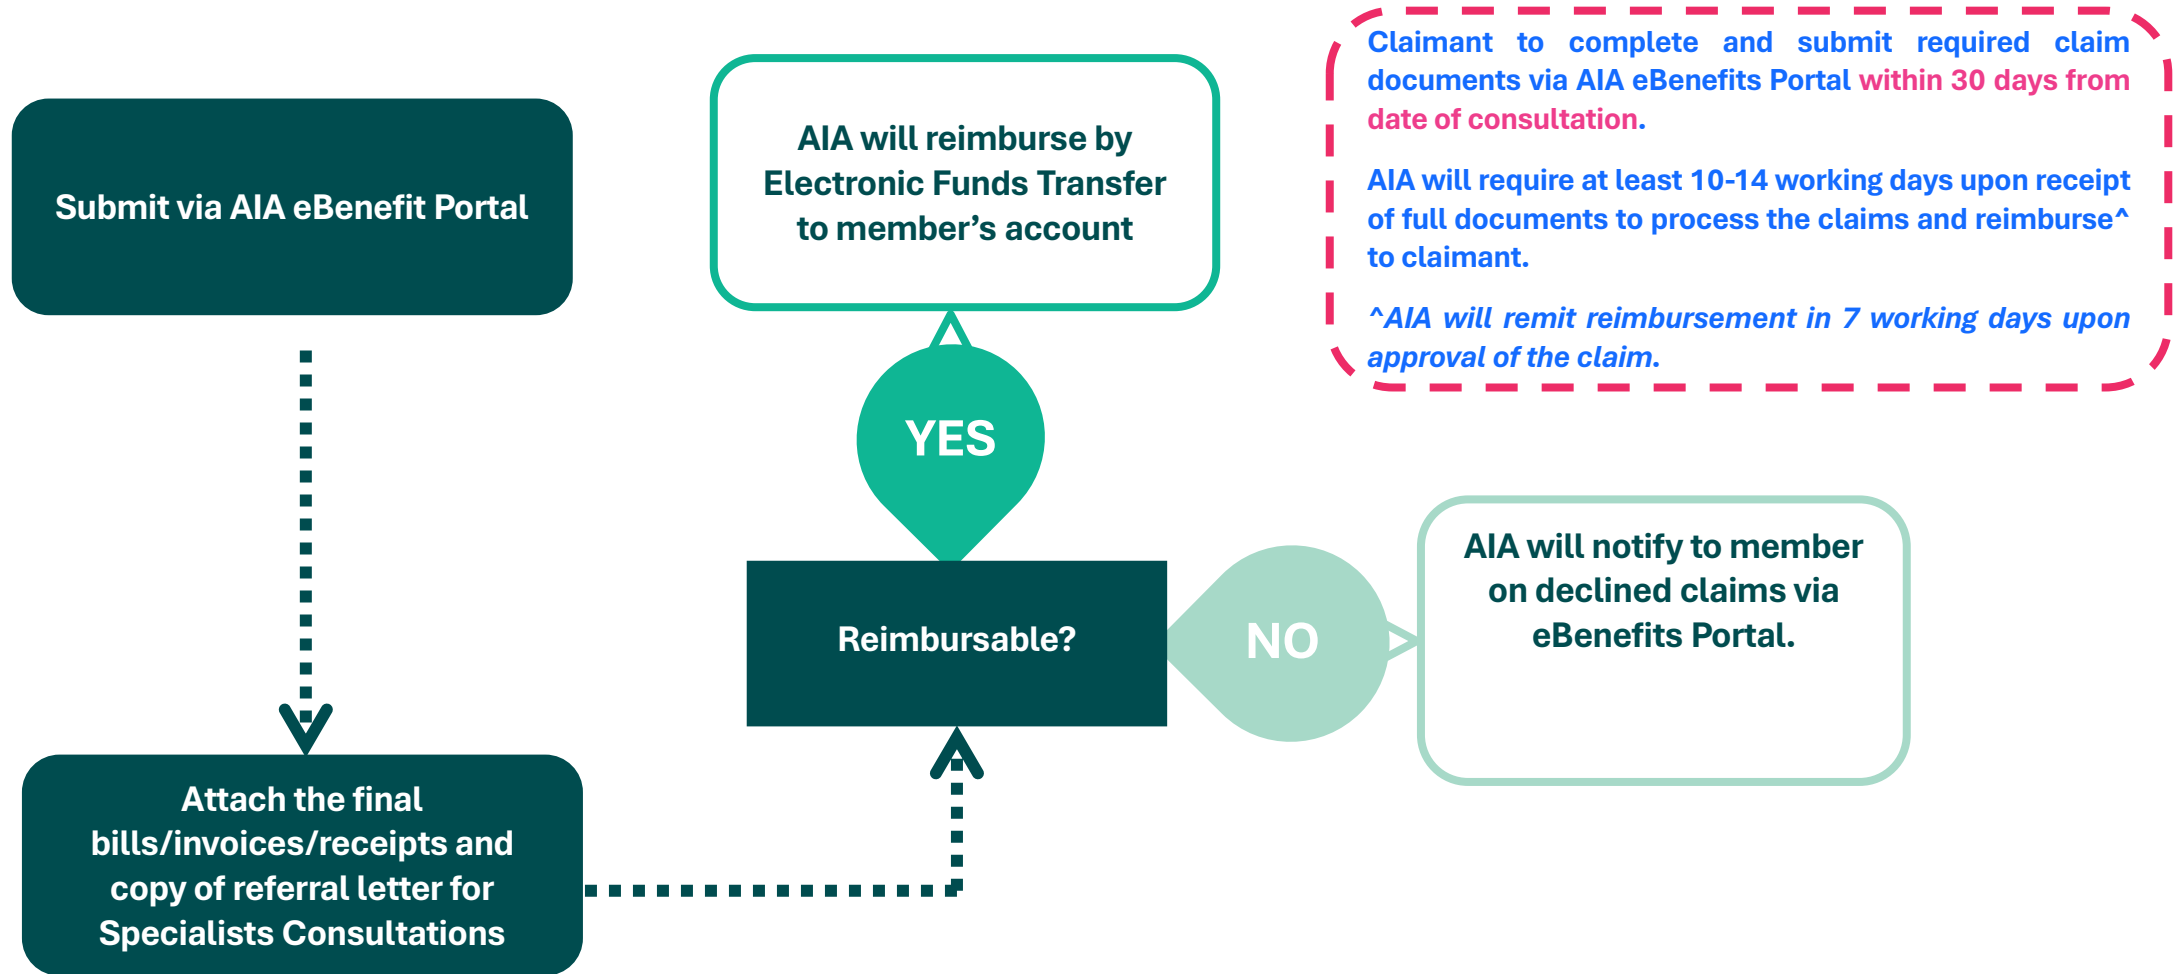 Submit via AIA eBenefit Portal
Attach the final
bills/invoices/receipts and
copy of referral letter for
Specialists Consultations
AIA will reimburse by
Electronic Funds Transfer
to member’s account
YES
Reimbursable?
NO
AIA will notify to member
on declined claims via
eBenefits Portal.
Claimant to complete and submit required claim
documents via AIA eBenefits Portal within 30 days from
date of consultation.
AIA will require at least 10-14 working days upon receipt
of full documents to process the claims and reimburse^
to claimant.
^AIA will remit reimbursement in 7 working days upon
approval of the claim.